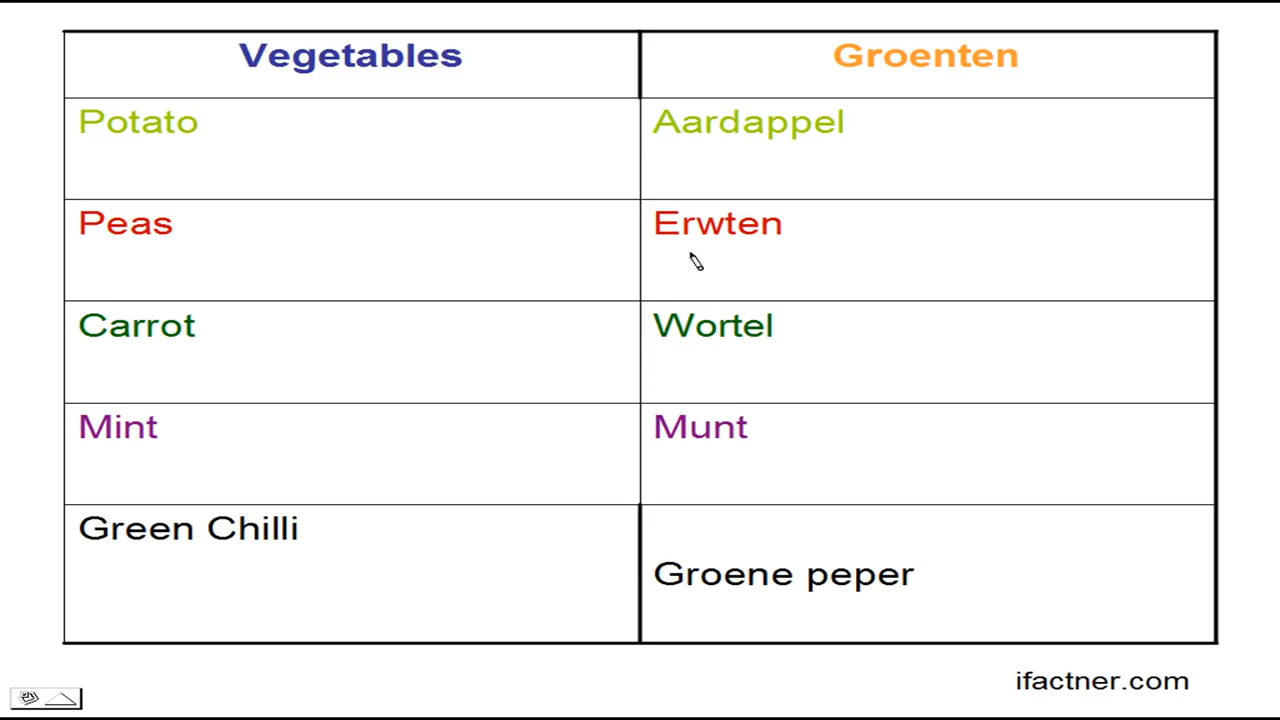 Vegetables Groenten
Potato Aardappel
Peas Erwten
Carrot Wortel
Mint Munt
Green Chilli
Groene peper
ifactner.com